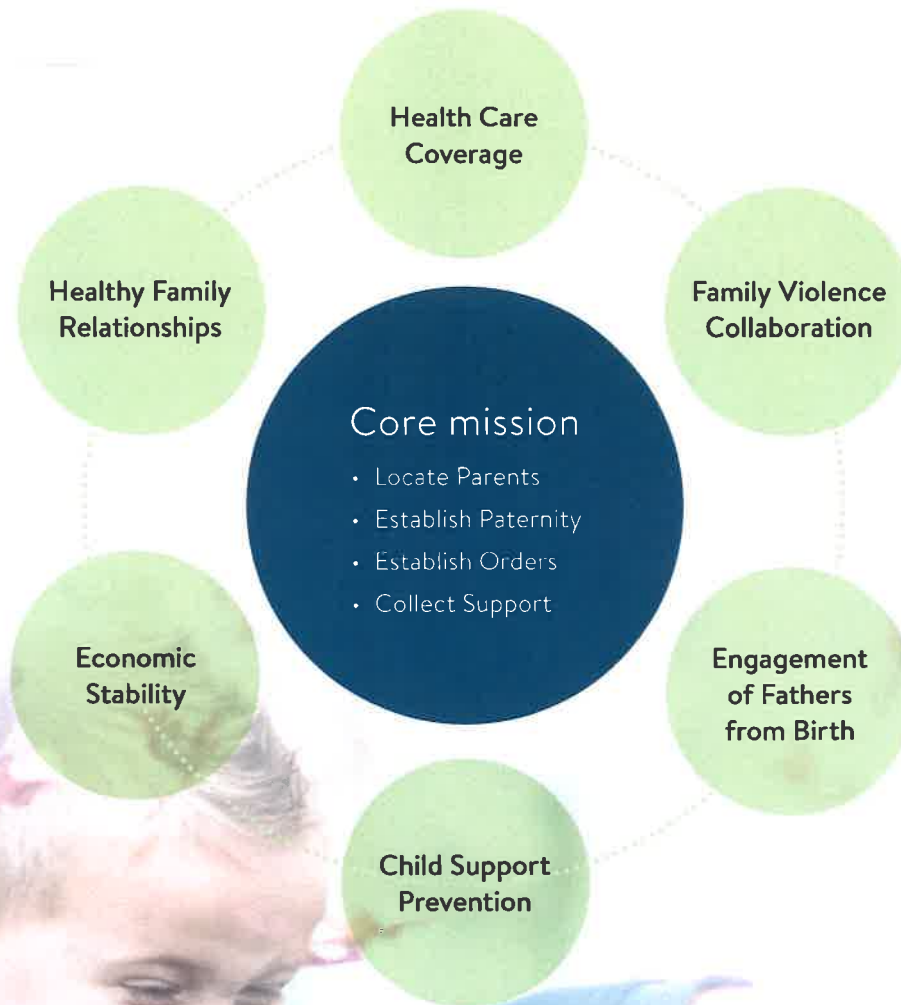 Health Care
Coverage
Healthy Family
Relationships
Family Violence
Collaboration
Core mission
• Locate Parents
• Establish Paternity
• Establish Orders
• Collect Support
Economic
Stability
Engagement
of Fathers
from Birth
Child Support
Prevention